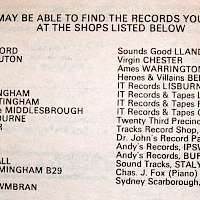 MAY BE ABLE TO FIND THE RECORDS YOU
AT THE SHOPS LISTED BELOW
ORD Sounds Good LLAND
UTON Virgin CHESTER
Ames WARRINGTON
Heroes & Villains BEL
IT Records LISBURN
NGHAM IT Records & Tapes
TINGHAM IT Records & Tapes
MIDDLESBROUGH IT Records & Tapes
OURNE Twenty Third Precinc
R Tracks Record Shop,
Dr. John's Record Pa
Andy's Records, IPSW
Andy's Records, BUF
ALL Sound Tracks, STALY
MINGHAM B29 Chas. J. Fox (Piano)
Sydney Scarborough,
WMBRAN